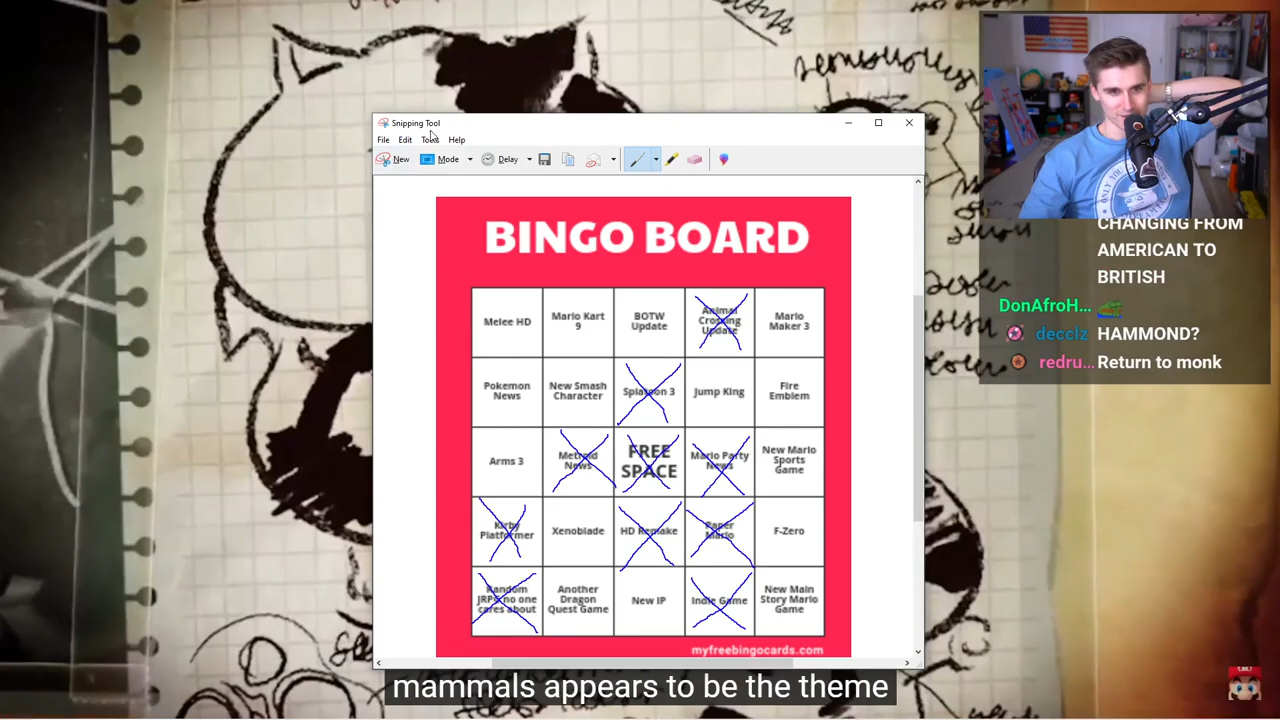 Snipping Tool
File Edit Tools Help
New Mode Delay
BINGO BOARD
Melee HD
Mario Kart
9
BOTW
Update
Animal
Crossing
Update
Mario
Maker 3
Pokemon
News
New Smash
Character
Splatoon 3
Jump King
Fire
Emblem
Arms 3
Metroid
News
FREE
SPACE
Mario Party
News
New Mario
Sports
Game
Kirby
Platformer
Xenoblade
HD Remake
Paper
Mario
F-Zero
Random
JRPG no one
cares about
Another
Dragon
Quest Game
New IP
Indie Game
New Main
Story Mario
Game
myfreebingocards.com
CHANGING FROM
AMERICAN TO
BRITISH
DonAfroH...
decclz HAMMOND?
redru... Return to monk
mammals appears to be the theme